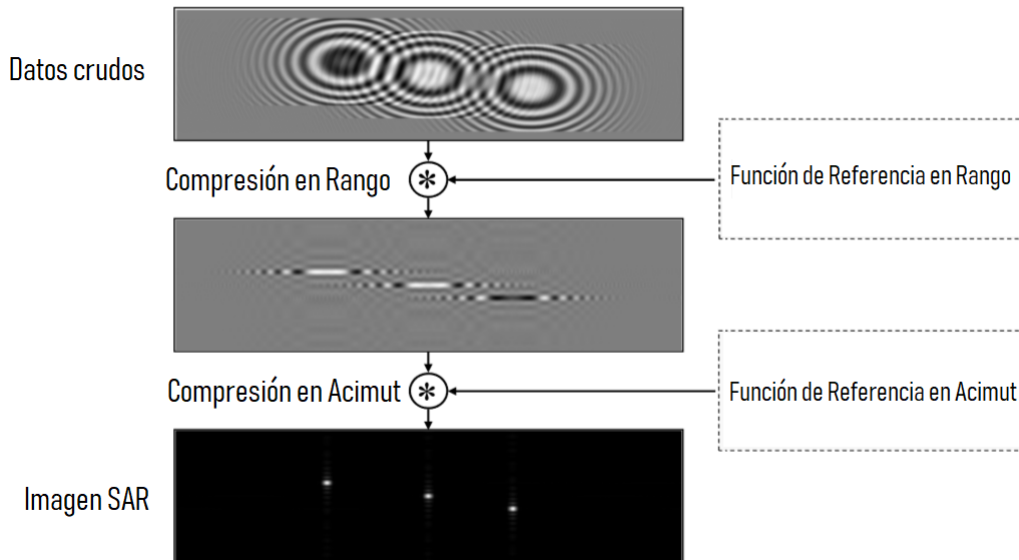 Datos crudos
Compresión en Rango
Función de Referencia en Rango
Compresión en Acimut
Función de Referencia en Acimut
Imagen SAR